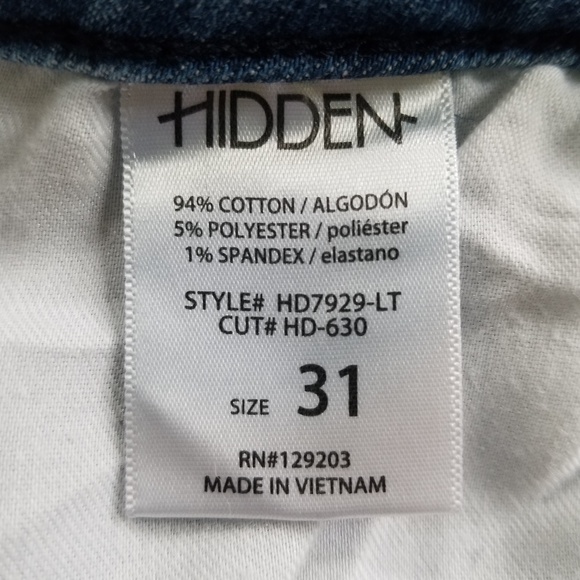 HIDDEN
94% COTTON / ALGODÓN
5% POLYESTER / poliéster
1% SPANDEX / elastano
STYLE# HD7929-LT
CUT# HD-630
SIZE 31
RN#129203
MADE IN VIETNAM